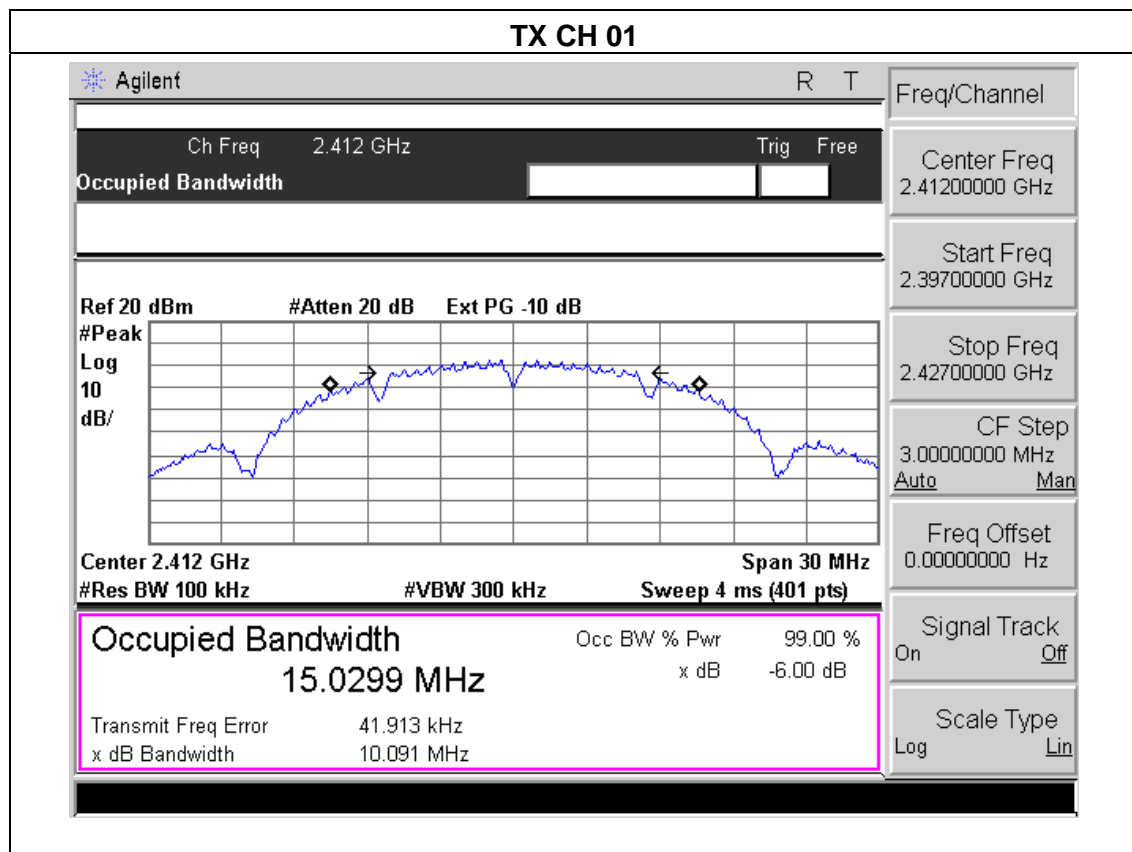 TX CH 01
Agilent R T
Freq/Channel
Ch Freq 2.412 GHz Trig Free
Occupied Bandwidth
Center Freq
2.41200000 GHz
Start Freq
2.39700000 GHz
Stop Freq
2.42700000 GHz
CF Step
3.00000000 MHz
Auto Man
Freq Offset
0.00000000 Hz
Signal Track
On Off
Scale Type
Log Lin
Ref 20 dBm #Atten 20 dB Ext PG -10 dB
#Peak
Log
10
dB/
Center 2.412 GHz Span 30 MHz
#Res BW 100 kHz #VBW 300 kHz Sweep 4 ms (401 pts)
Occupied Bandwidth Occ BW % Pwr 99.00 %
15.0299 MHz x dB -6.00 dB
Transmit Freq Error 41.913 kHz
x dB Bandwidth 10.091 MHz